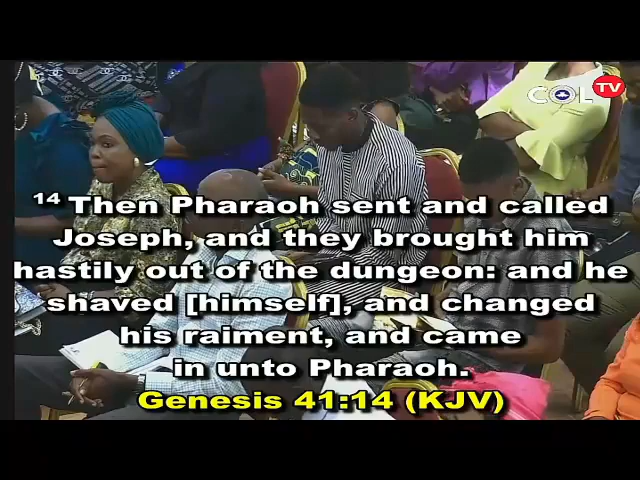 COL TV
14 Then Pharaoh sent and called
Joseph, and they brought him
hastily out of the dungeon: and he
shaved [himself], and changed
his raiment, and came
in unto Pharaoh.
Genesis 41:14 (KJV)